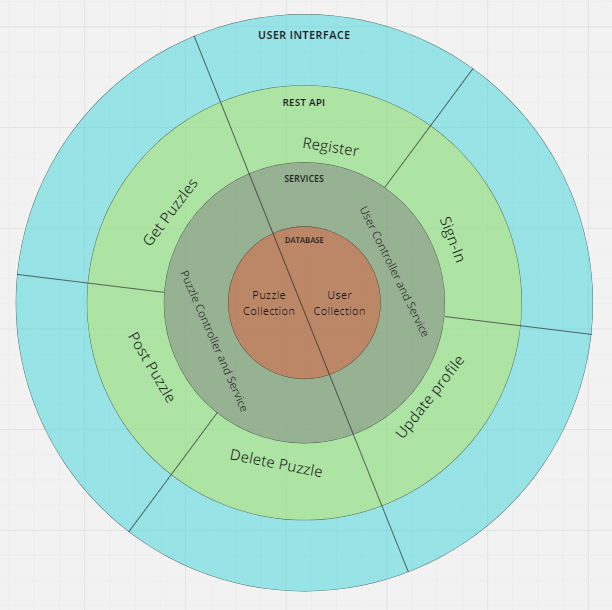 USER INTERFACE
REST API
Register
SERVICES
Get Puzzles
User Controller and Service
Sign-In
DATABASE
Puzzle
Collection
User
Collection
Puzzle Controller and Service
Post Puzzle
Update profile
Delete Puzzle